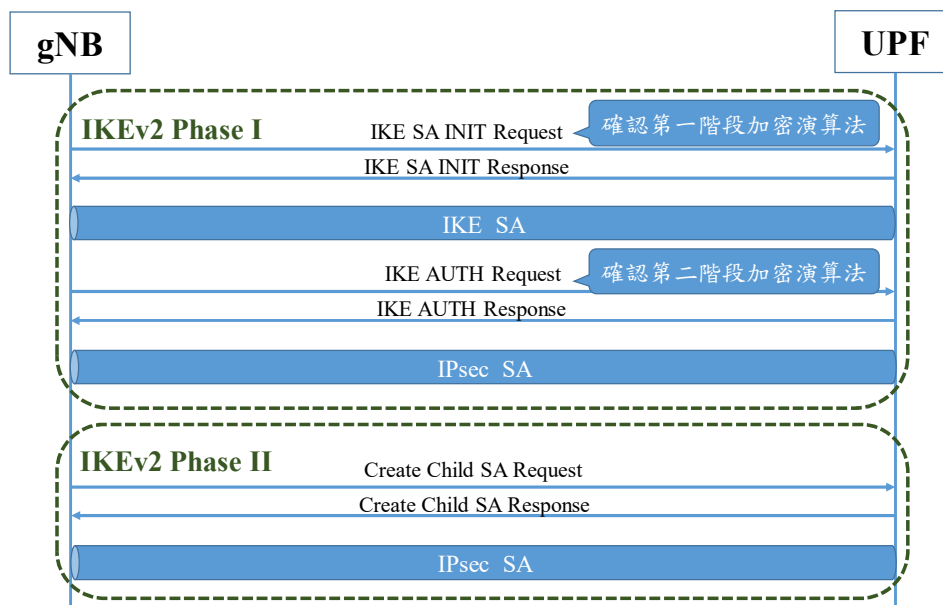 gNB
UPF
IKEv2 Phase I
IKE SA INIT Request
確認第一階段加密演算法
IKE SA INIT Response
IKE SA
IKE AUTH Request
確認第二階段加密演算法
IKE AUTH Response
IPsec SA
IKEv2 Phase II
Create Child SA Request
Create Child SA Response
IPsec SA